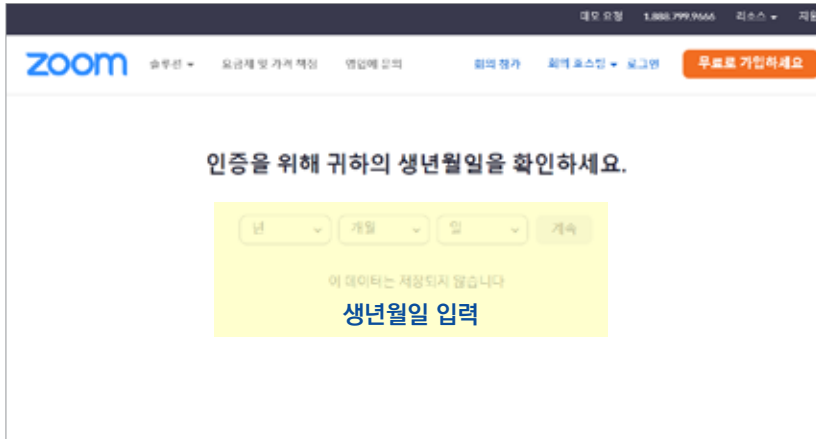 데모 요청 1.888.799.9666 리소스
zoom 솔루션 요금제 및 가격 책정 영업에 문의 회의 참가 회의 호스팅 로그인 무료로 가입하세요
인증을 위해 귀하의 생년월일을 확인하세요.
년 개월 일 계속
이 데이터는 저장되지 않습니다
생년월일 입력